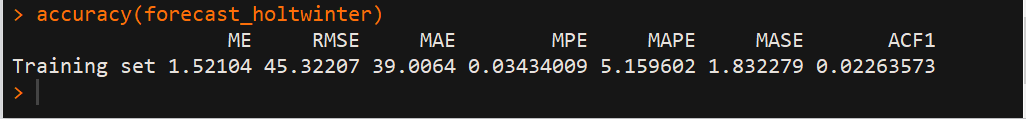 > accuracy(forecast_holtwinter)
ME RMSE MAE MPE MAPE MASE ACF1
Training set 1.52104 45.32207 39.0064 0.03434009 5.159602 1.832279 0.02263573
>